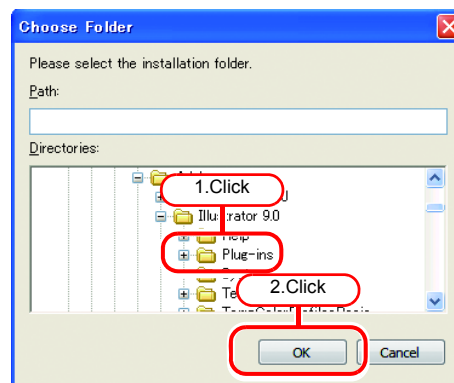 Choose Folder
Please select the installation folder.
Path:
Directories:
1.Click
Illustrator 9.0
Help
Plug-ins
2.Click
OK
Cancel